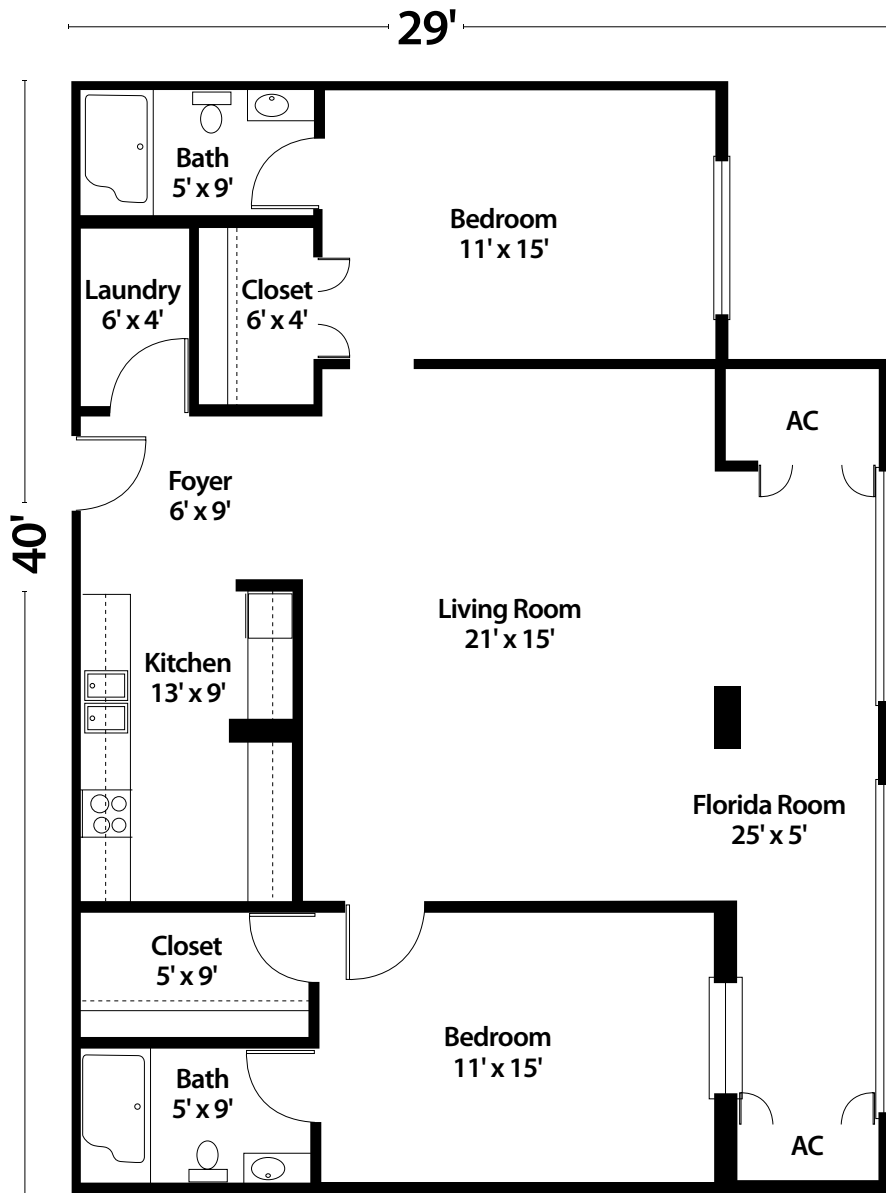 29'
40'
Bath
5' x 9'
Bedroom
11' x 15'
Laundry
6' x 4'
Closet
6' x 4'
AC
Foyer
6' x 9'
Living Room
21' x 15'
Kitchen
13' x 9'
Florida Room
25' x 5'
Closet
5' x 9'
Bedroom
11' x 15'
Bath
5' x 9'
AC